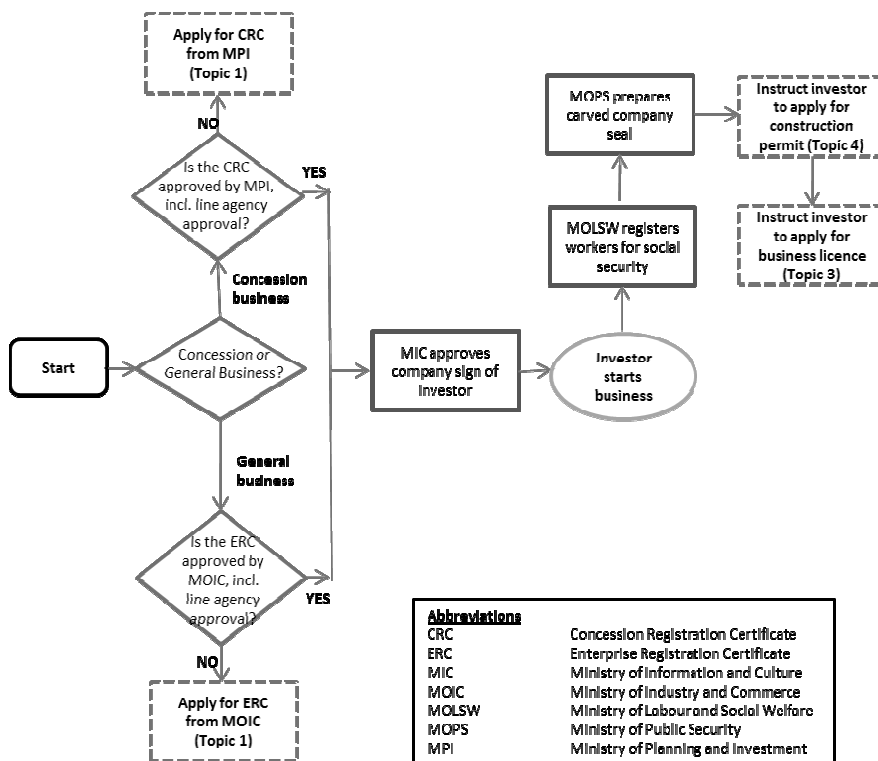 Apply for CRC
from MPI
(Topic 1)
NO
Is the CRC
approved by MPI,
incl. line agency
approval?
YES
Concession
business
Start
Concession or
General Business?
General
business
Is the ERC
approved by
MOIC, incl.
line agency
approval?
YES
NO
Apply for ERC
from MOIC
(Topic 1)
MIC approves
company sign of
investor
Investor
starts
business
MOLSW registers
workers for social
security
MOPS prepares
carved company
seal
Instruct investor
to apply for
construction
permit (Topic 4)
Instruct investor
to apply for
business licence
(Topic 3)
Abbreviations
CRC Concession Registration Certificate
ERC Enterprise Registration Certificate
MIC Ministry of Information and Culture
MOIC Ministry of Industry and Commerce
MOLSW Ministry of Labour and Social Welfare
MOPS Ministry of Public Security
MPI Ministry of Planning and Investment